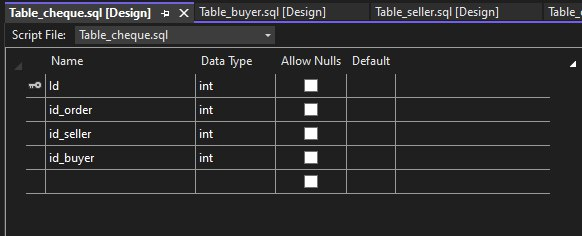 Table_cheque.sql [Design] Table_buyer.sql [Design] Table_seller.sql [Design]
Script File: Table_cheque.sql
Name Data Type Allow Nulls Default
Id int
id_order int
id_seller int
id_buyer int